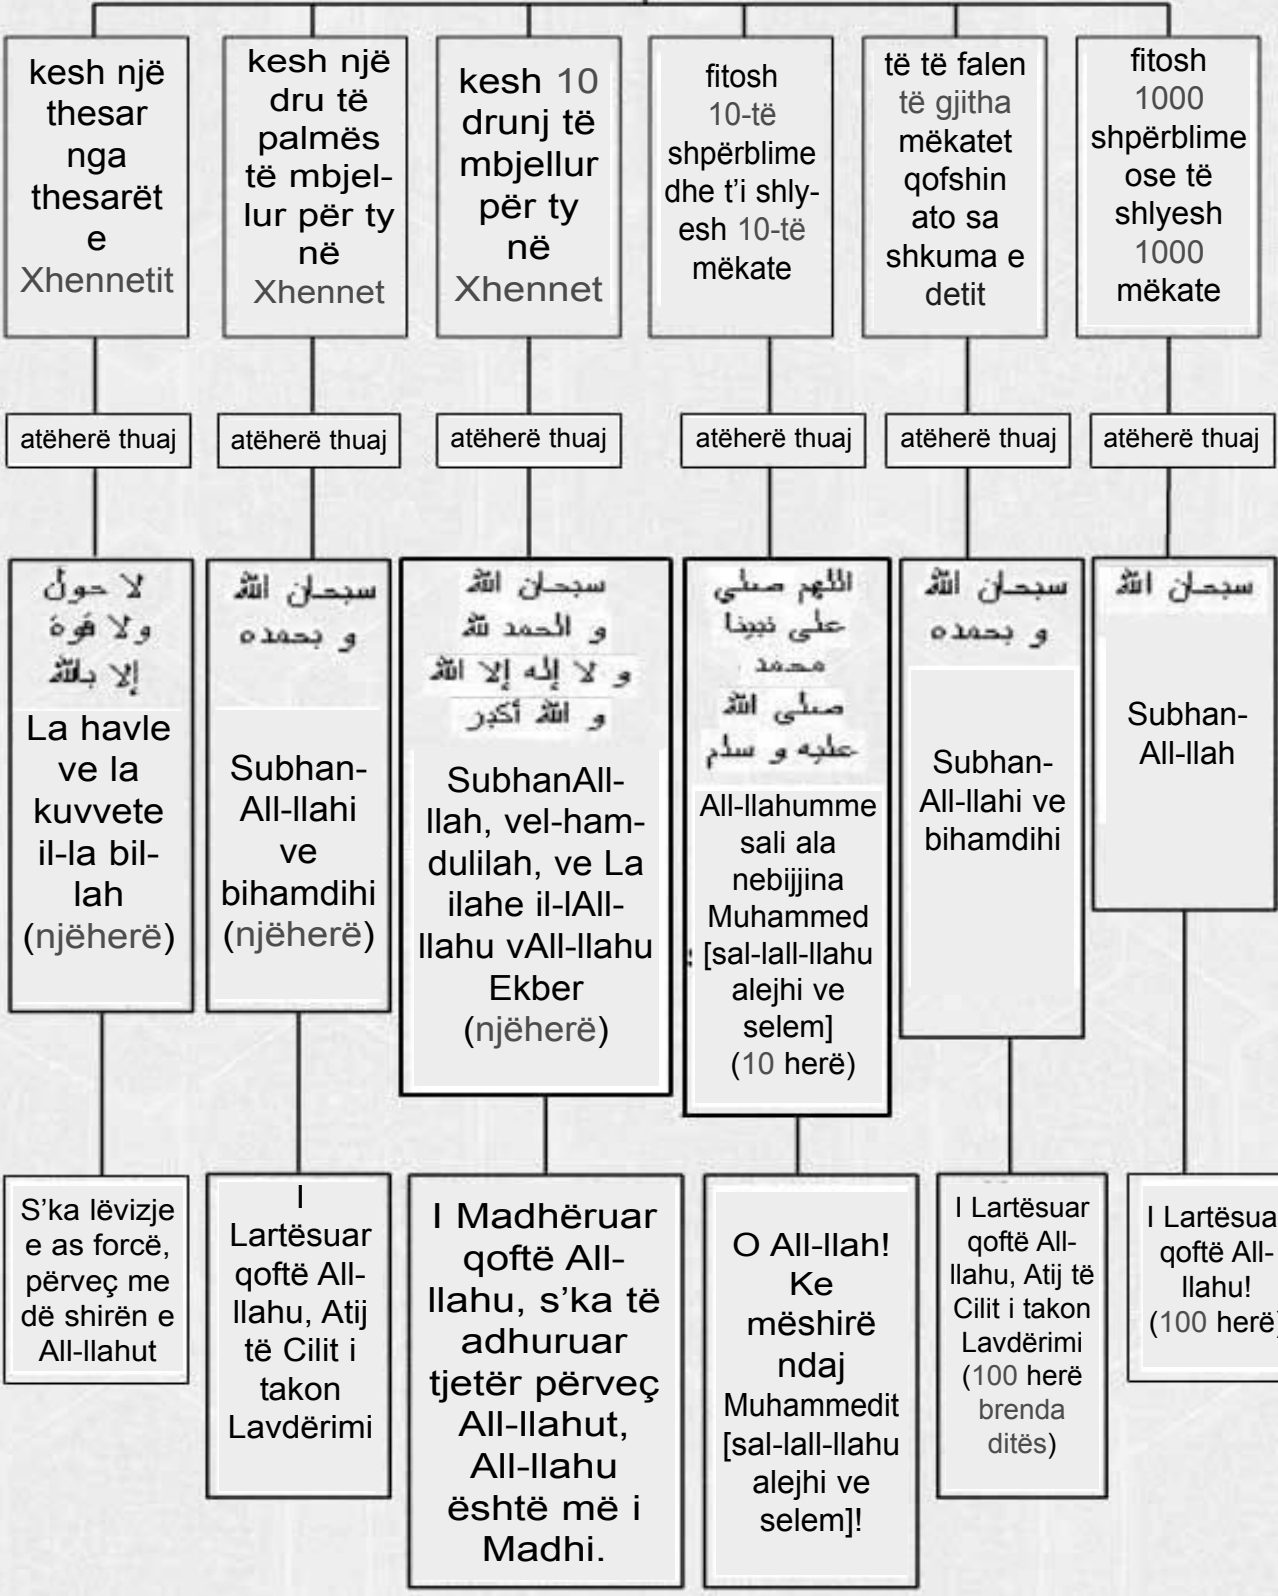 kesh një
thesar
nga
thesarët
e
Xhennetit
kesh një
dru të
palmës
të mbjel-
lur për ty
në
Xhennet
kesh 10
drunj të
mbjellur
për ty
në
Xhennet
fitosh
10-të
shpërblime
dhe t'i shly-
esh 10-të
mëkate
të të falen
të gjitha
mëkatet
qofshin
ato sa
shkuma e
detit
fitosh
1000
shpërblime
ose të
shlyesh
1000
mëkate
atëherë thuaj
atëherë thuaj
atëherë thuaj
atëherë thuaj
atëherë thuaj
atëherë thuaj
لا حول
ولا قوة
إلا بالله
La havle
ve la
kuvvete
il-la bil-
lah
(njëherë)
سبحان الله
و بحمده
Subhan-
All-llahi
ve
bihamdihi
(njëherë)
سبحان الله
و الحمد لله
و لا إله إلا الله
و الله أكبر
SubhanAll-
llah, vel-ham-
dulilah, ve La
ilahe il-lAll-
llahu vAll-llahu
Ekber
(njëherë)
اللهم صلي
على نبينا
محمد
صلى الله
عليه و سلم
All-llahumme
sali ala
nebijjina
Muhammed
[sal-lall-llahu
alejhi ve
selem]
(10 herë)
سبحان الله
و بحمده
Subhan-
All-llahi ve
bihamdihi
سبحان الله
Subhan-
All-llah
S'ka lëvizje
e as forcë,
përveç me
dë shirën e
All-llahut
I
Lartësuar
qoftë All-
llahu, Atij
të Cilit i
takon
Lavdërimi
I Madhëruar
qoftë All-
llahu, s'ka të
adhuruar
tjetër përveç
All-llahut,
All-llahu
është më i
Madhi.
O All-llah!
Ke
mëshirë
ndaj
Muhammedit
[sal-lall-llahu
alejhi ve
selem]!
I Lartësuar
qoftë All-
llahu, Atij të
Cilit i takon
Lavdërimi
(100 herë
brenda
ditës)
I Lartësua
qoftë All-
llahu!
(100 herë)